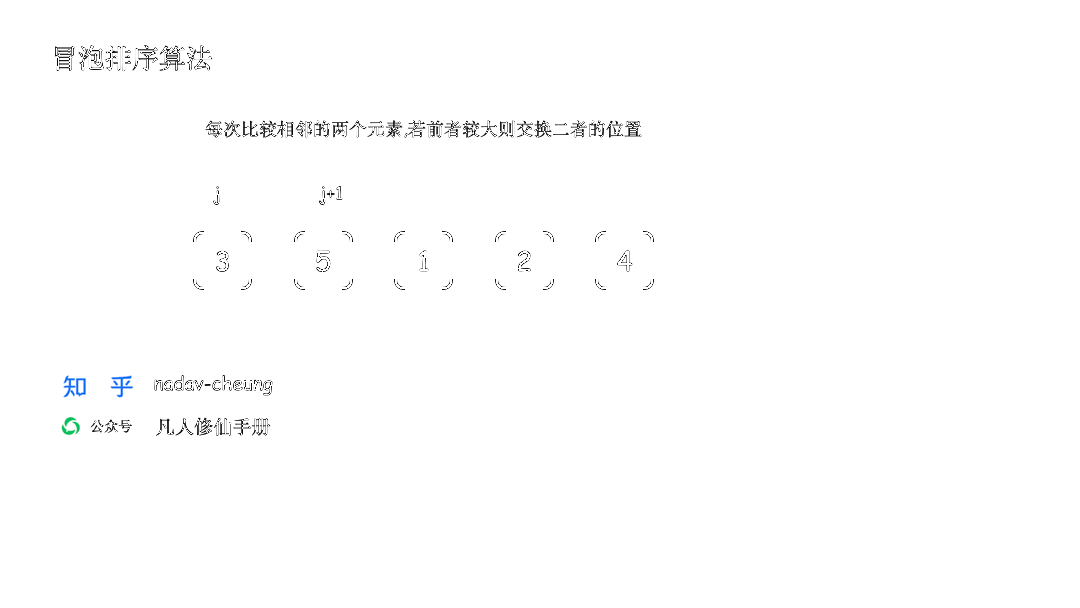 冒泡排序算法
每次比较相邻的两个元素,若前者较大则交换二者的位置
j j+1
3 5 1 2 4
知 乎 nadav-cheung
公众号 凡人修仙手册